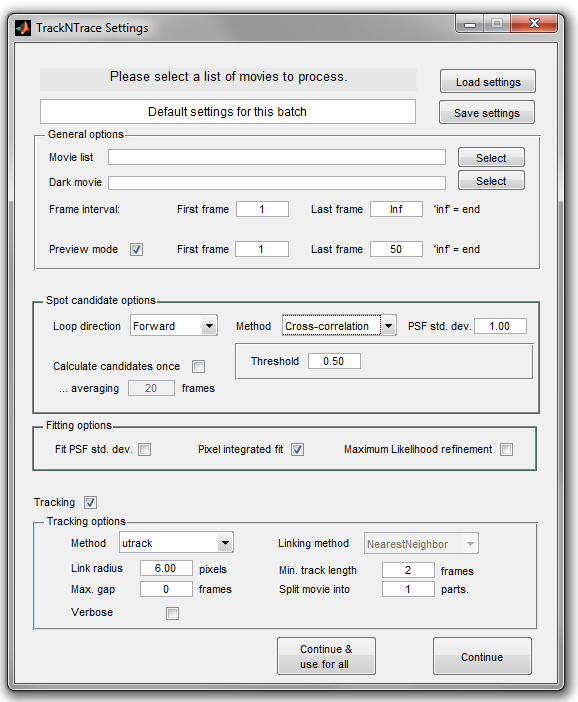 TrackNTrace Settings
Please select a list of movies to process.
Load settings
Default settings for this batch
Save settings
General options
Movie list
Select
Dark movie
Select
Frame interval: First frame 1 Last frame Inf 'inf' = end
Preview mode First frame 1 Last frame 50 'inf' = end
Spot candidate options
Loop direction Forward Method Cross-correlation PSF std. dev. 1.00
Calculate candidates once Threshold 0.50
... averaging 20 frames
Fitting options
Fit PSF std. dev. Pixel integrated fit Maximum Likelihood refinement
Tracking
Tracking options
Method utrack Linking method NearestNeighbor
Link radius 6.00 pixels Min. track length 2 frames
Max. gap 0 frames Split movie into 1 parts.
Verbose
Continue &
use for all
Continue